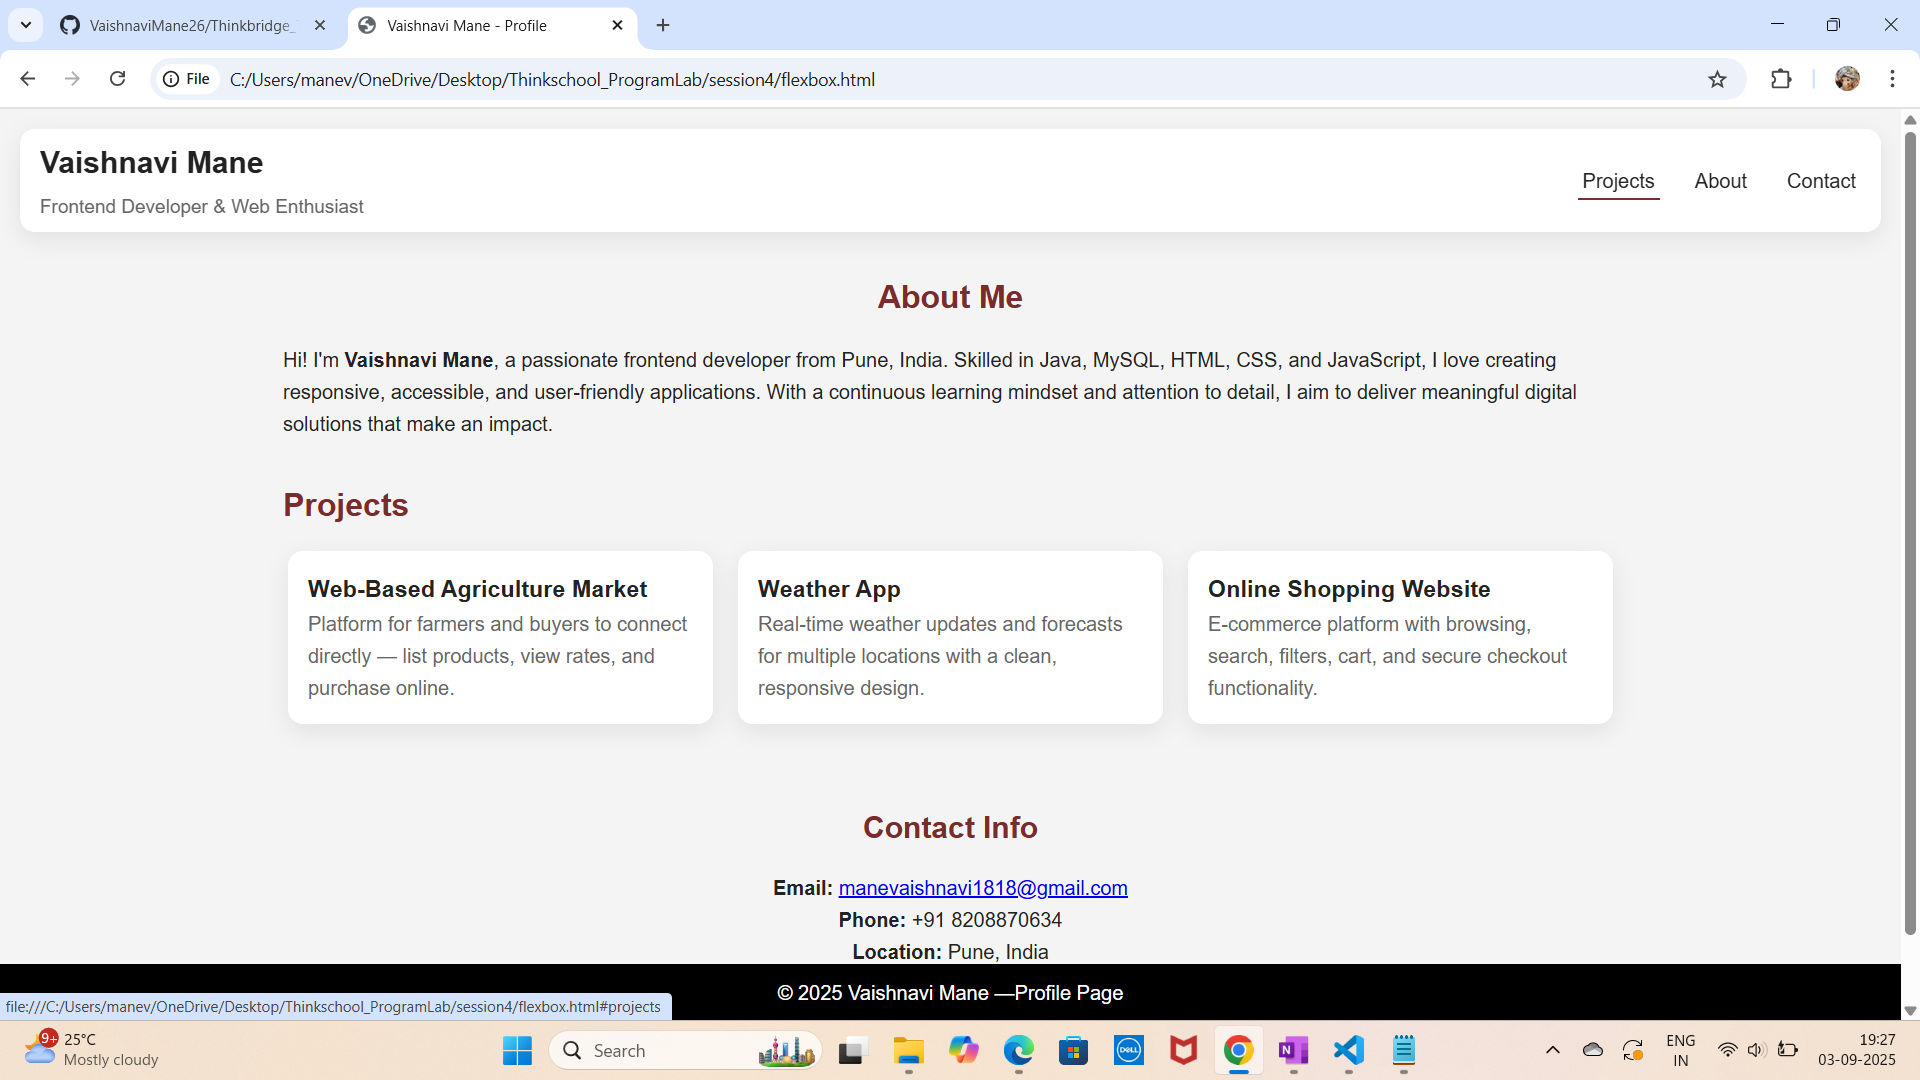 VaishnaviMane26/Thinkbridge_
Vaishnavi Mane - Profile
File
C:/Users/manev/OneDrive/Desktop/Thinkschool_ProgramLab/session4/flexbox.html
Vaishnavi Mane
Frontend Developer & Web Enthusiast
Projects
About
Contact
About Me
Hi! I'm Vaishnavi Mane, a passionate frontend developer from Pune, India. Skilled in Java, MySQL, HTML, CSS, and JavaScript, I love creating
responsive, accessible, and user-friendly applications. With a continuous learning mindset and attention to detail, I aim to deliver meaningful digital
solutions that make an impact.
Projects
Web-Based Agriculture Market
Platform for farmers and buyers to connect
directly — list products, view rates, and
purchase online.
Weather App
Real-time weather updates and forecasts
for multiple locations with a clean,
responsive design.
Online Shopping Website
E-commerce platform with browsing,
search, filters, cart, and secure checkout
functionality.
Contact Info
Email: manevaishnavi1818@gmail.com
Phone: +91 8208870634
Location: Pune, India
© 2025 Vaishnavi Mane —Profile Page
file:///C:/Users/manev/OneDrive/Desktop/Thinkschool_ProgramLab/session4/flexbox.html#projects
9+
25°C
Mostly cloudy
Search
DELL
N
ENG
IN
19:27
03-09-2025